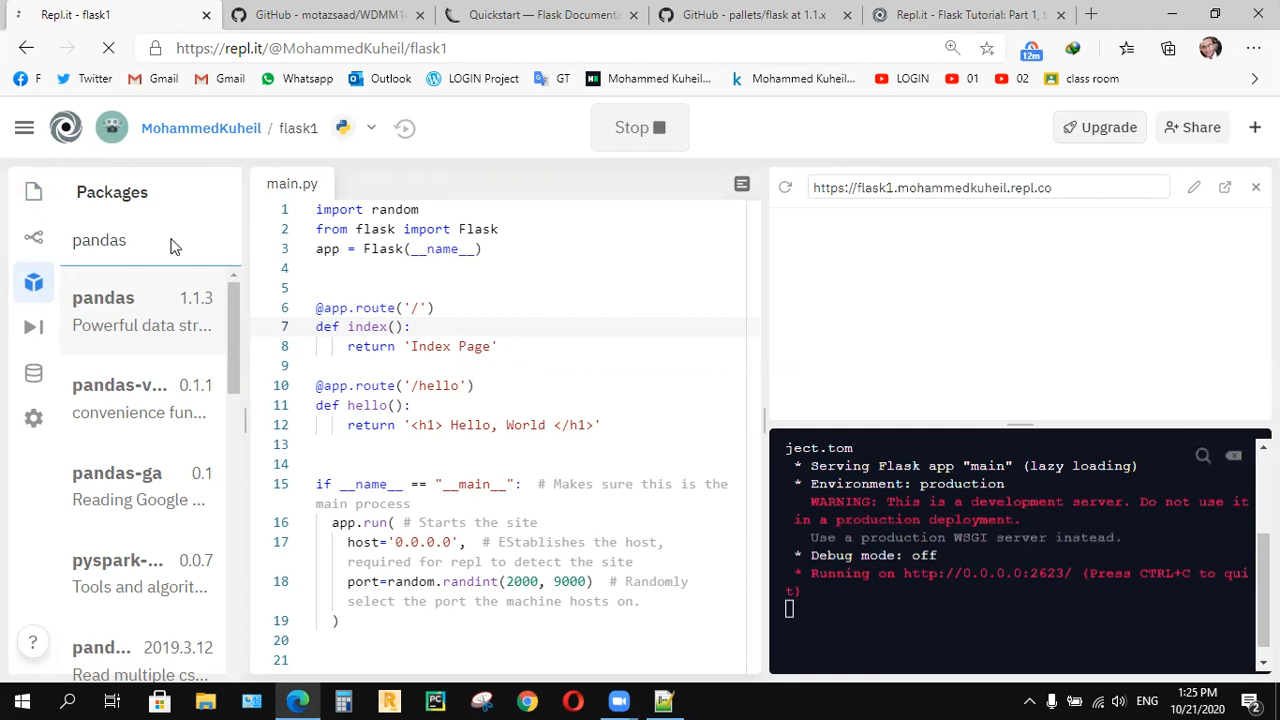 Repl.it - flask1
GitHub - motazsaad/WDMM1
Quickstart — Flask Documenta
GitHub - pallets/flask at 1.1.x
Repl.it - Flask Tutorial: Part 1, t
https://repl.it/@MohammedKuheil/flask1
12m
F
Twitter
Gmail
Gmail
Whatsapp
Outlook
LOGIN Project
GT
Mohammed Kuheil...
Mohammed Kuheil...
LOGIN
01
02
class room
MohammedKuheil / flask1
Stop
Upgrade
Share
Packages
pandas
pandas 1.1.3
Powerful data str...
pandas-v... 0.1.1
convenience fun...
pandas-ga 0.1
Reading Google ...
pyspark-... 0.0.7
Tools and algorit...
pand... 2019.3.12
Read multiple cs...
main.py
1 import random
2 from flask import Flask
3 app = Flask(__name__)
4
5
6 @app.route('/')
7 def index():
8 return 'Index Page'
9
10 @app.route('/hello')
11 def hello():
12 return '<h1> Hello, World </h1>'
13
14
15 if __name__ == "__main__": # Makes sure this is the
main process
16 app.run( # Starts the site
17 host='0.0.0.0', # EStablishes the host,
required for repl to detect the site
18 port=random.randint(2000, 9000) # Randomly
select the port the machine hosts on.
19 )
20
21
https://flask1.mohammedkuheil.repl.co
ject.tom
* Serving Flask app "main" (lazy loading)
* Environment: production
WARNING: This is a development server. Do not use it
in a production deployment.
Use a production WSGI server instead.
* Debug mode: off
* Running on http://0.0.0.0:2623/ (Press CTRL+C to qui
t)
?
ENG
1:25 PM
10/21/2020
2